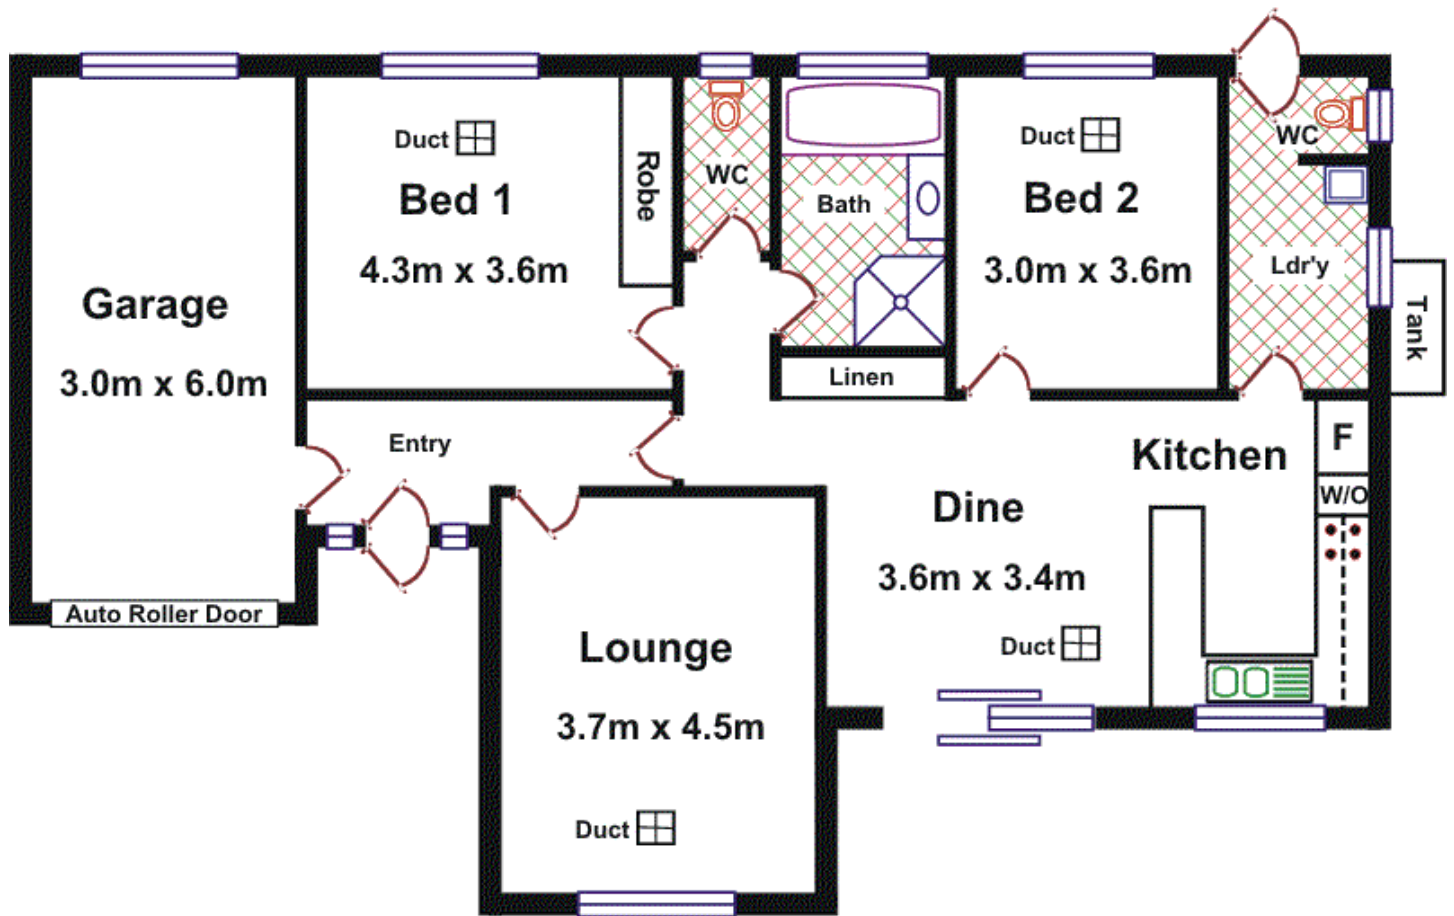 Garage
3.0m x 6.0m
Auto Roller Door
Duct
Bed 1
4.3m x 3.6m
Robe
WC
Bath
Linen
Duct
Bed 2
3.0m x 3.6m
WC
Ldr'y
Tank
Entry
Kitchen
F
W/O
Dine
3.6m x 3.4m
Duct
Lounge
3.7m x 4.5m
Duct